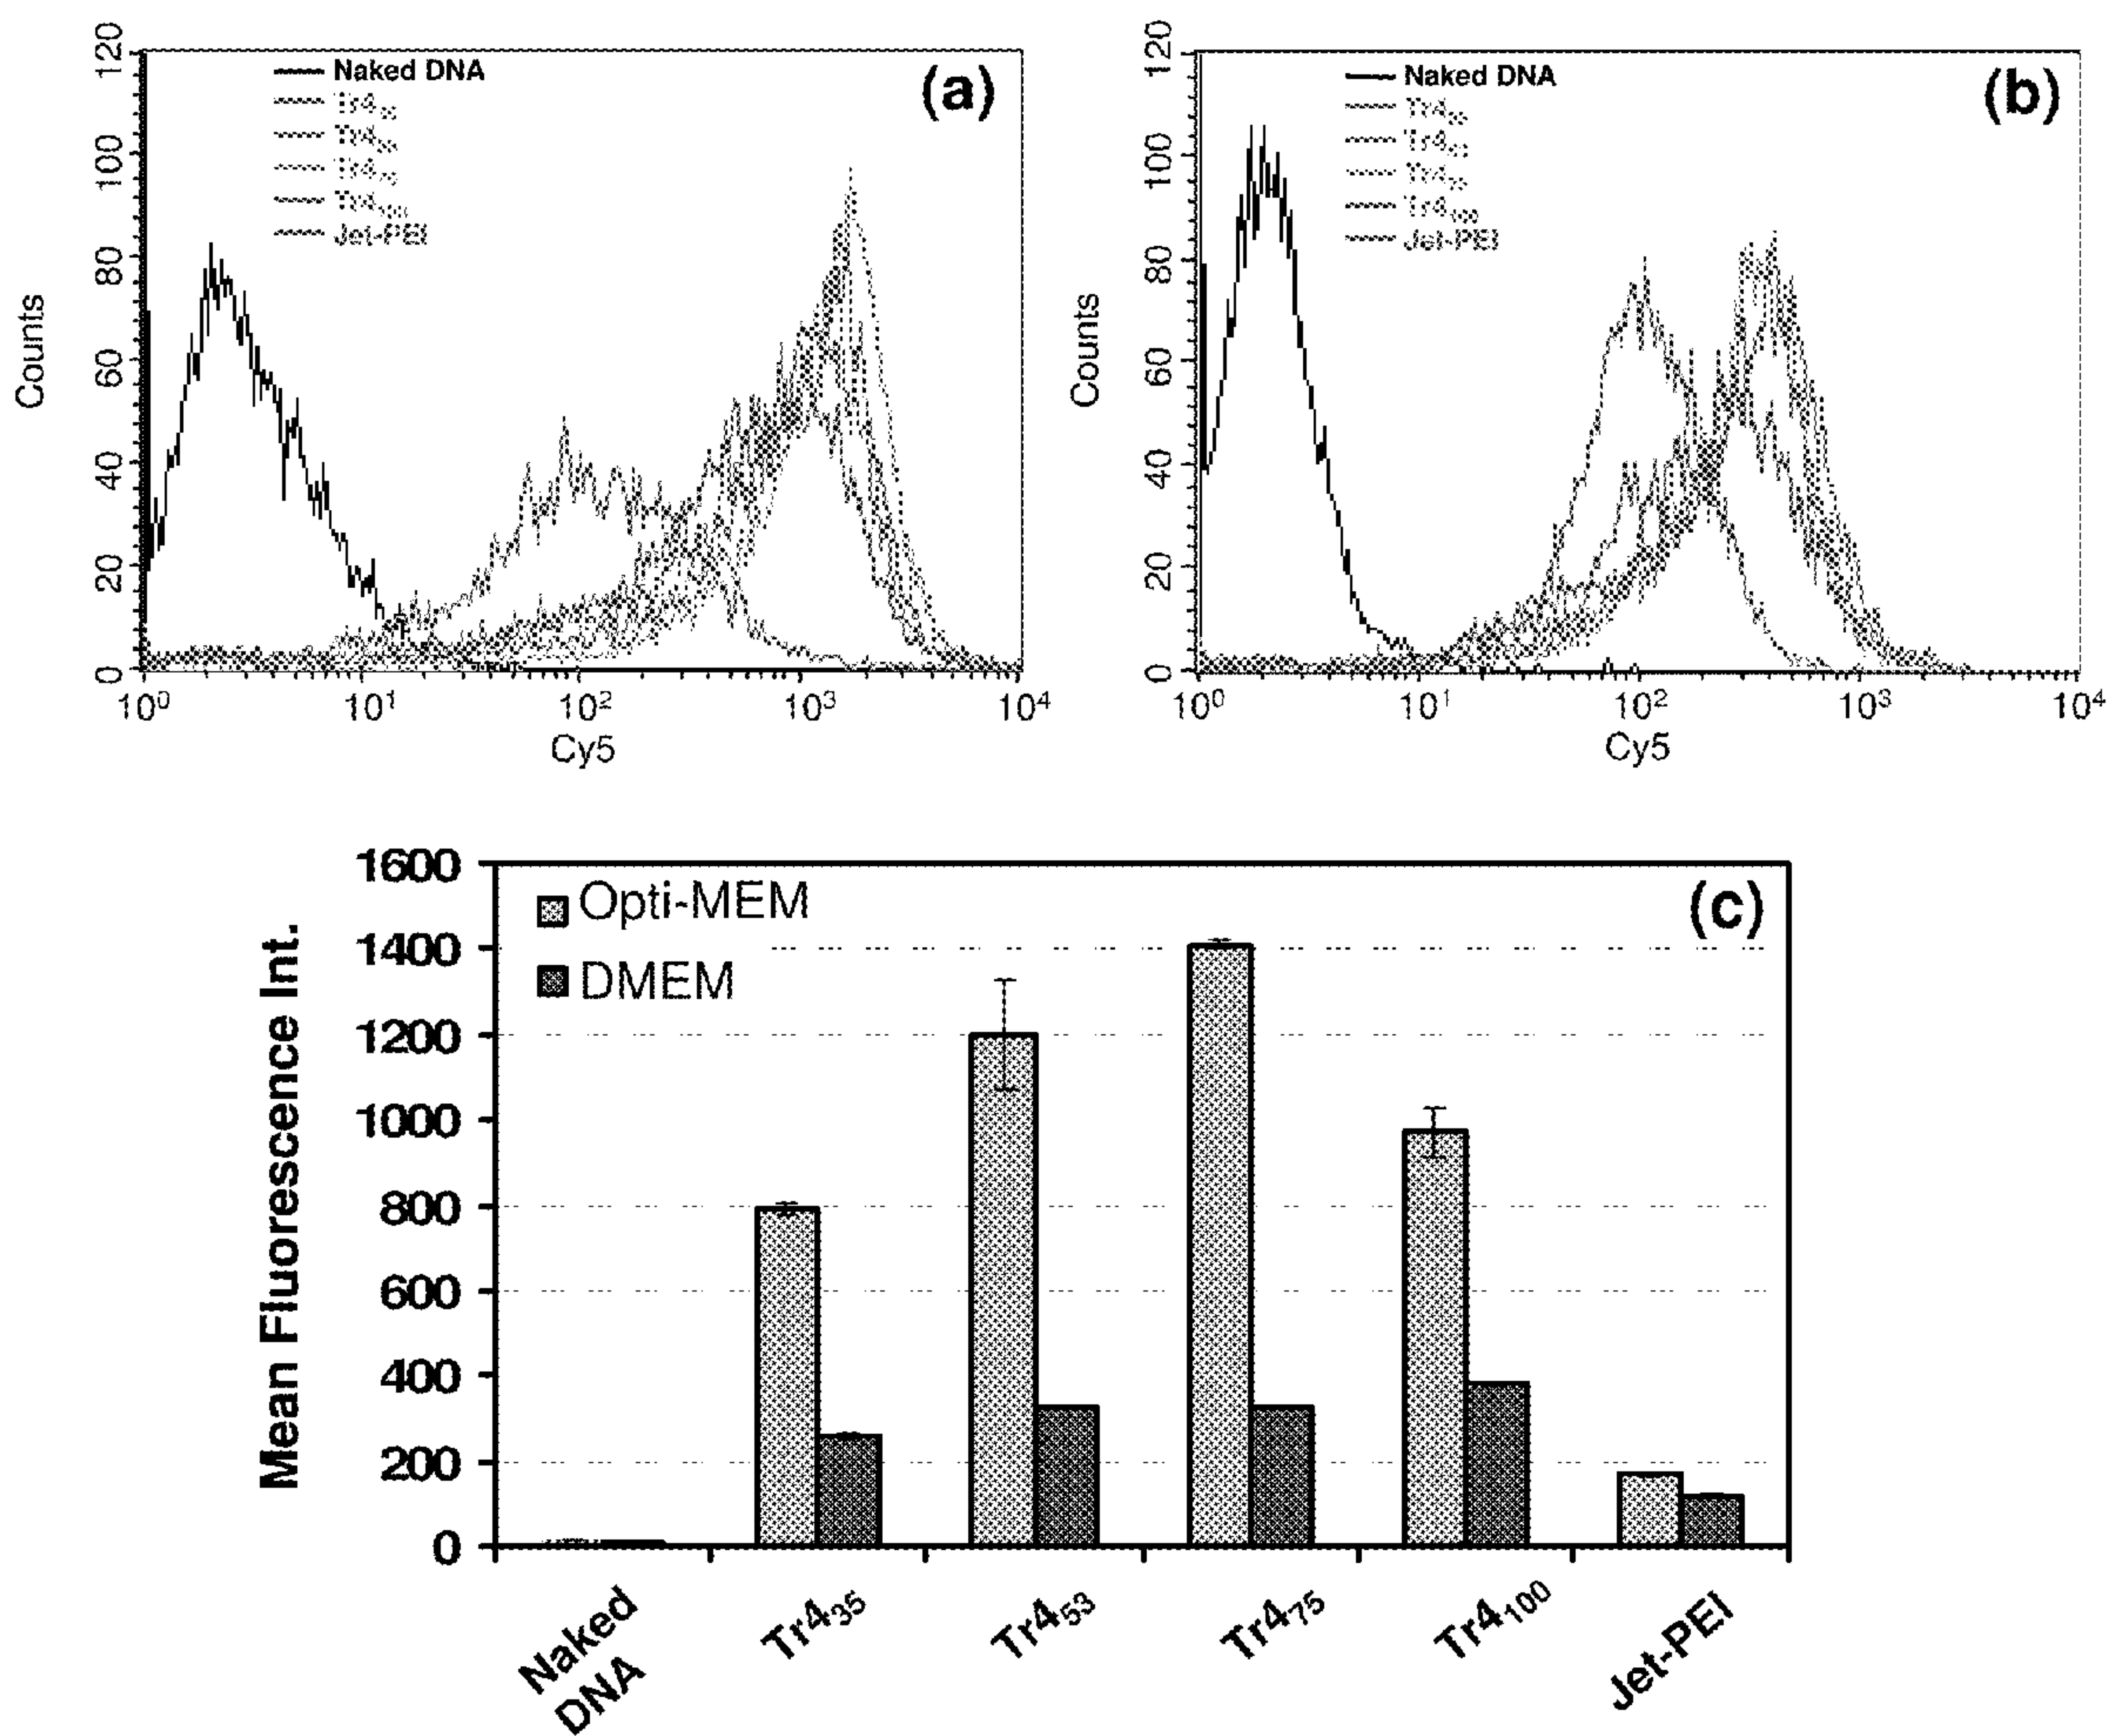 (a)
Naked DNA
Tr4
Tr4
Tr4
Tr4
Jet-PEI
120
100
80
60
40
20
0
Counts
10⁰ 10¹ 10² 10³ 10⁴
Cy5
(b)
Naked DNA
Tr4
Tr4
Tr4
Tr4₁₀₀
Jet-PEI
120
100
80
60
40
20
0
Counts
10⁰ 10¹ 10² 10³ 10⁴
Cy5
(c)
Opti-MEM
DMEM
1600
1400
1200
1000
800
600
400
200
0
Mean Fluorescence Int.
Naked
DNA
Tr4₃₅
Tr4₅₃
Tr4₇₅
Tr4₁₀₀
Jet-PEI